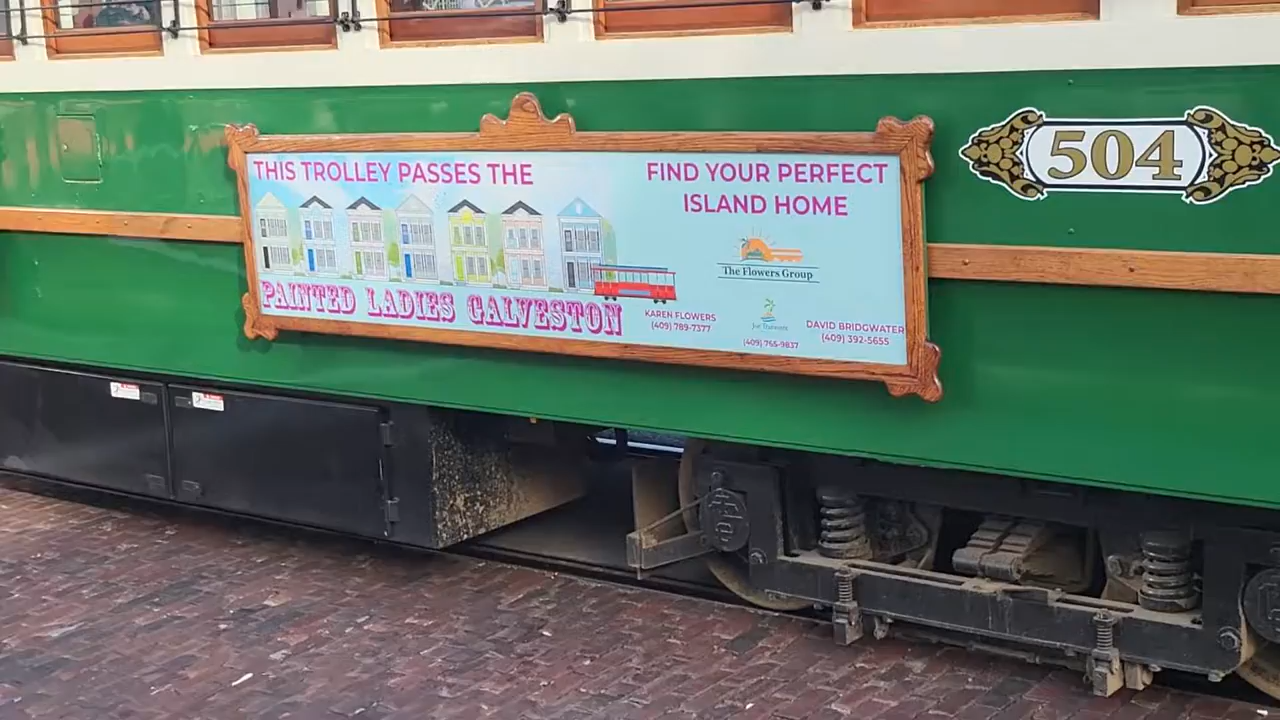 THIS TROLLEY PASSES THE
PAINTED LADIES GALVESTON
FIND YOUR PERFECT
ISLAND HOME
The Flowers Group
KAREN FLOWERS
(409) 789-7377
(409) 765-9837
DAVID BRIDGWATER
(409) 392-5655
504